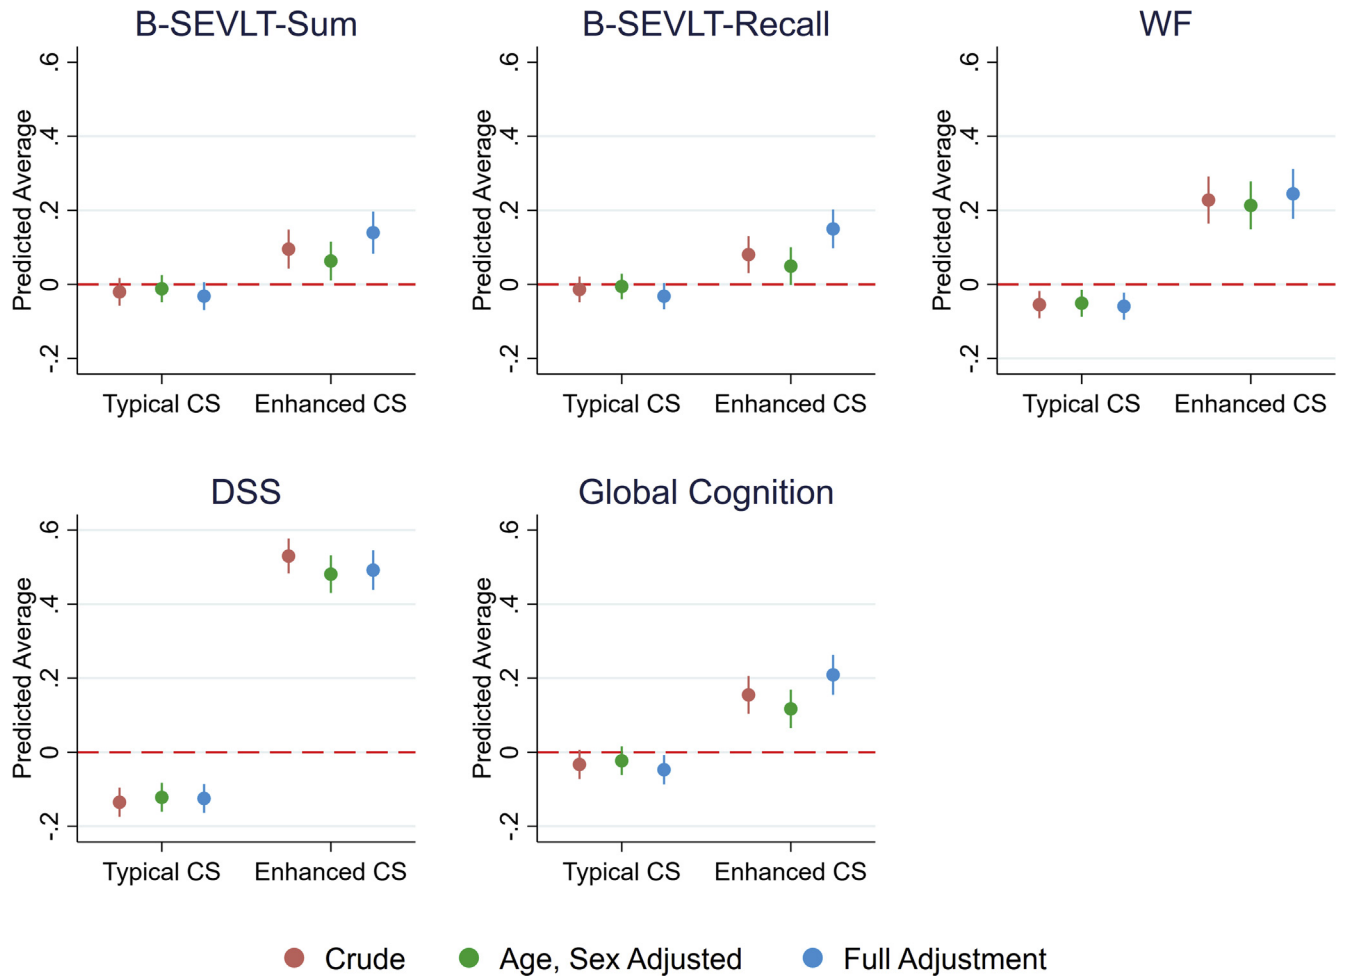 B-SEVLT-Sum
Predicted Average
.6
.4
.2
0
-.2
Typical CS Enhanced CS
B-SEVLT-Recall
Predicted Average
.6
.4
.2
0
-.2
Typical CS Enhanced CS
WF
Predicted Average
.6
.4
.2
0
-.2
Typical CS Enhanced CS
DSS
Predicted Average
.6
.4
.2
0
-.2
Typical CS Enhanced CS
Global Cognition
Predicted Average
.6
.4
.2
0
-.2
Typical CS Enhanced CS
Crude Age, Sex Adjusted Full Adjustment